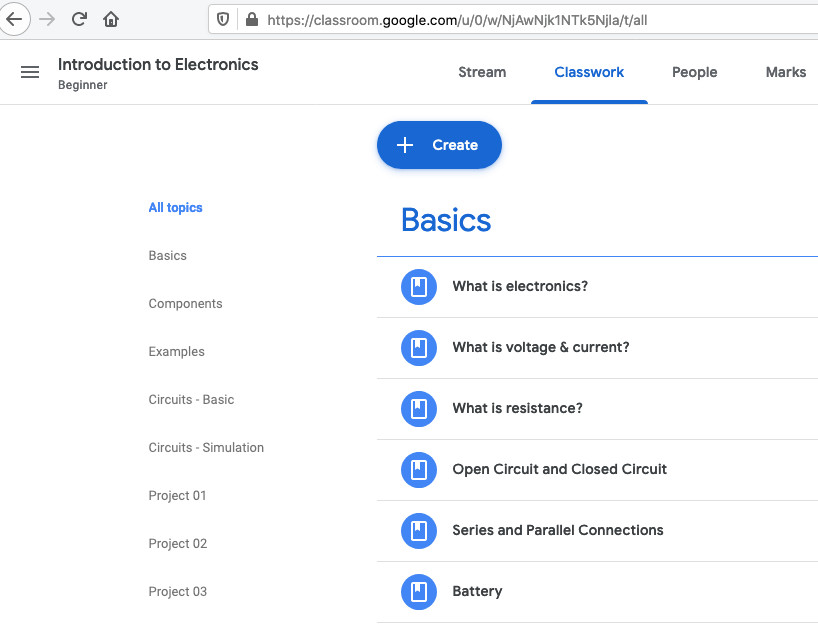 https://classroom.google.com/u/0/w/NjAwNjk1NTk5Njla/t/all
Introduction to Electronics
Beginner
Stream
Classwork
People
Marks
Create
All topics
Basics
Components
Examples
Circuits - Basic
Circuits - Simulation
Project 01
Project 02
Project 03
Basics
What is electronics?
What is voltage & current?
What is resistance?
Open Circuit and Closed Circuit
Series and Parallel Connections
Battery